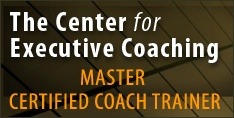 The Center for
Executive Coaching
MASTER
CERTIFIED COACH TRAINER